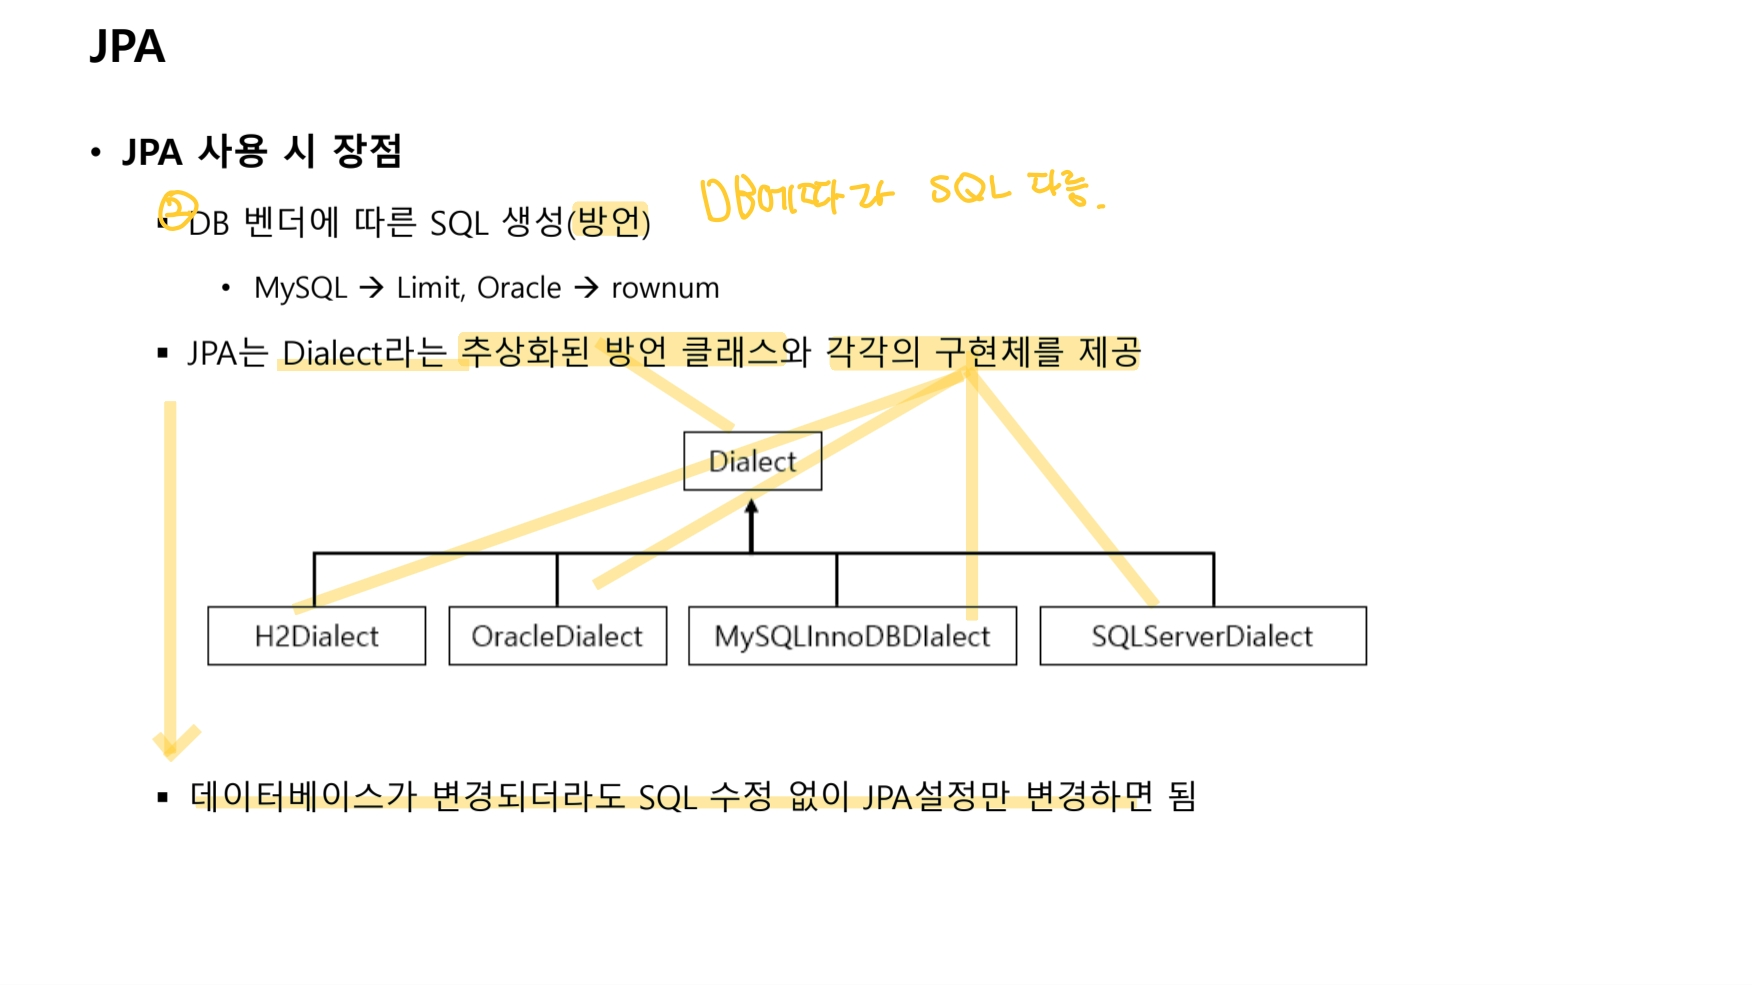 JPA
• JPA 사용 시 장점
② DB 벤더에 따른 SQL 생성(방언)
DB에따라 SQL 다름.
• MySQL → Limit, Oracle → rownum
▪ JPA는 Dialect라는 추상화된 방언 클래스와 각각의 구현체를 제공
Dialect
H2Dialect OracleDialect MySQLInnoDBDIalect SQLServerDialect
▪ 데이터베이스가 변경되더라도 SQL 수정 없이 JPA설정만 변경하면 됨